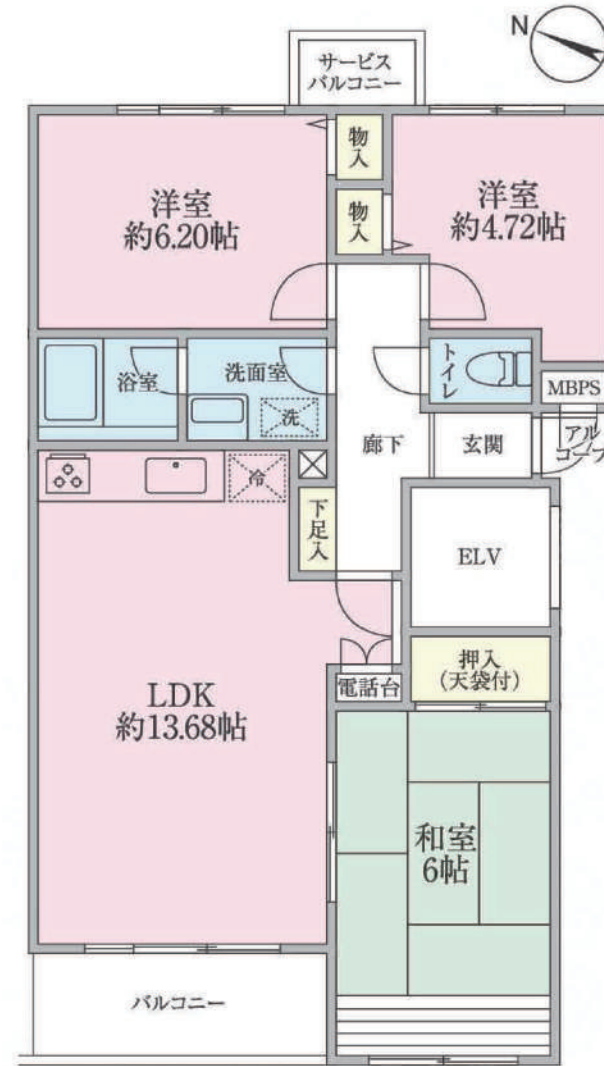 N
サービス
バルコニー
洋室
約6.20帖
物入
物入
洋室
約4.72帖
浴室
洗面室
洗
トイレ
MBPS
アル
コーブ
廊下
玄関
冷
下足入
ELV
押入
(天袋付)
電話台
LDK
約13.68帖
和室
6帖
バルコニー